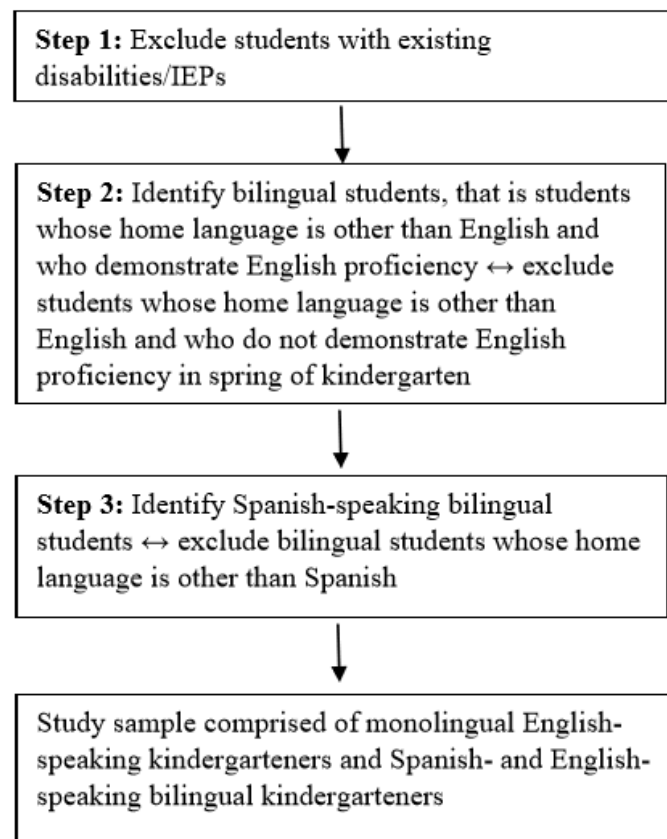 Step 1: Exclude students with existing
disabilities/IEPs
Step 2: Identify bilingual students, that is students
whose home language is other than English and
who demonstrate English proficiency ↔ exclude
students whose home language is other than
English and who do not demonstrate English
proficiency in spring of kindergarten
Step 3: Identify Spanish-speaking bilingual
students ↔ exclude bilingual students whose home
language is other than Spanish
Study sample comprised of monolingual English-
speaking kindergarteners and Spanish- and English-
speaking bilingual kindergarteners